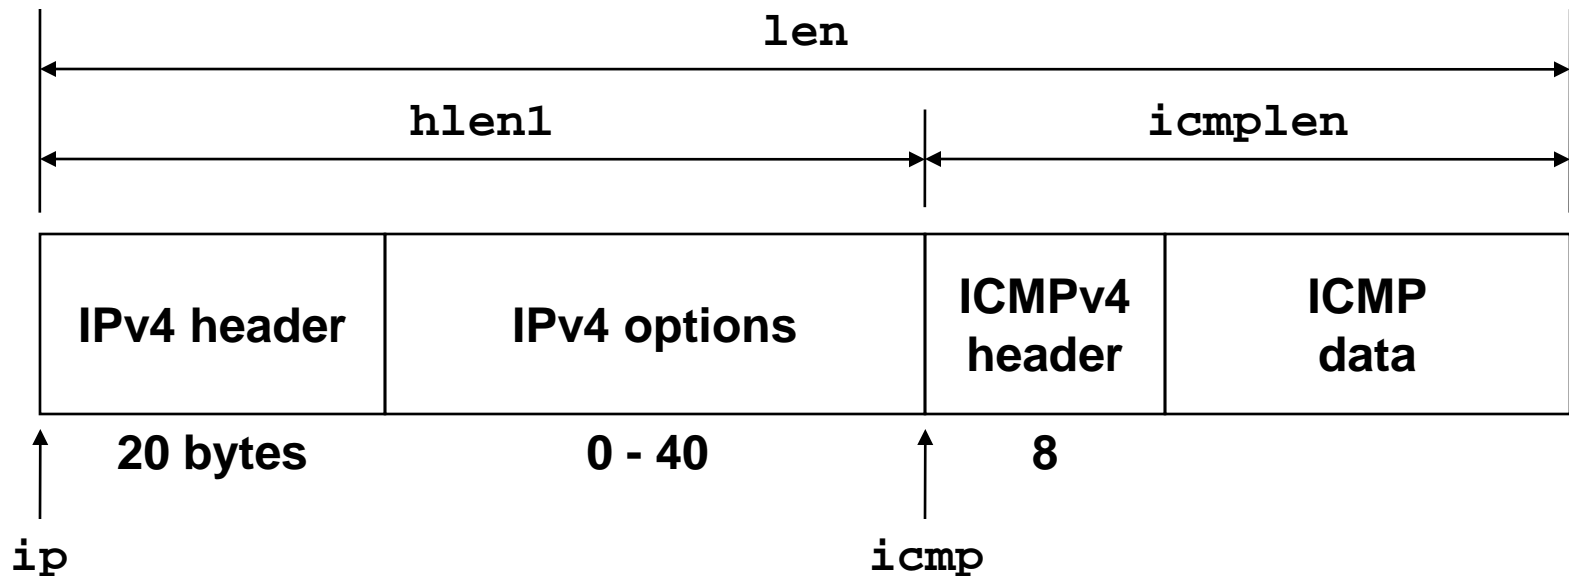 len
hlen1
icmplen
IPv4 header
IPv4 options
ICMPv4
header
ICMP
data
20 bytes
0 - 40
8
ip
icmp